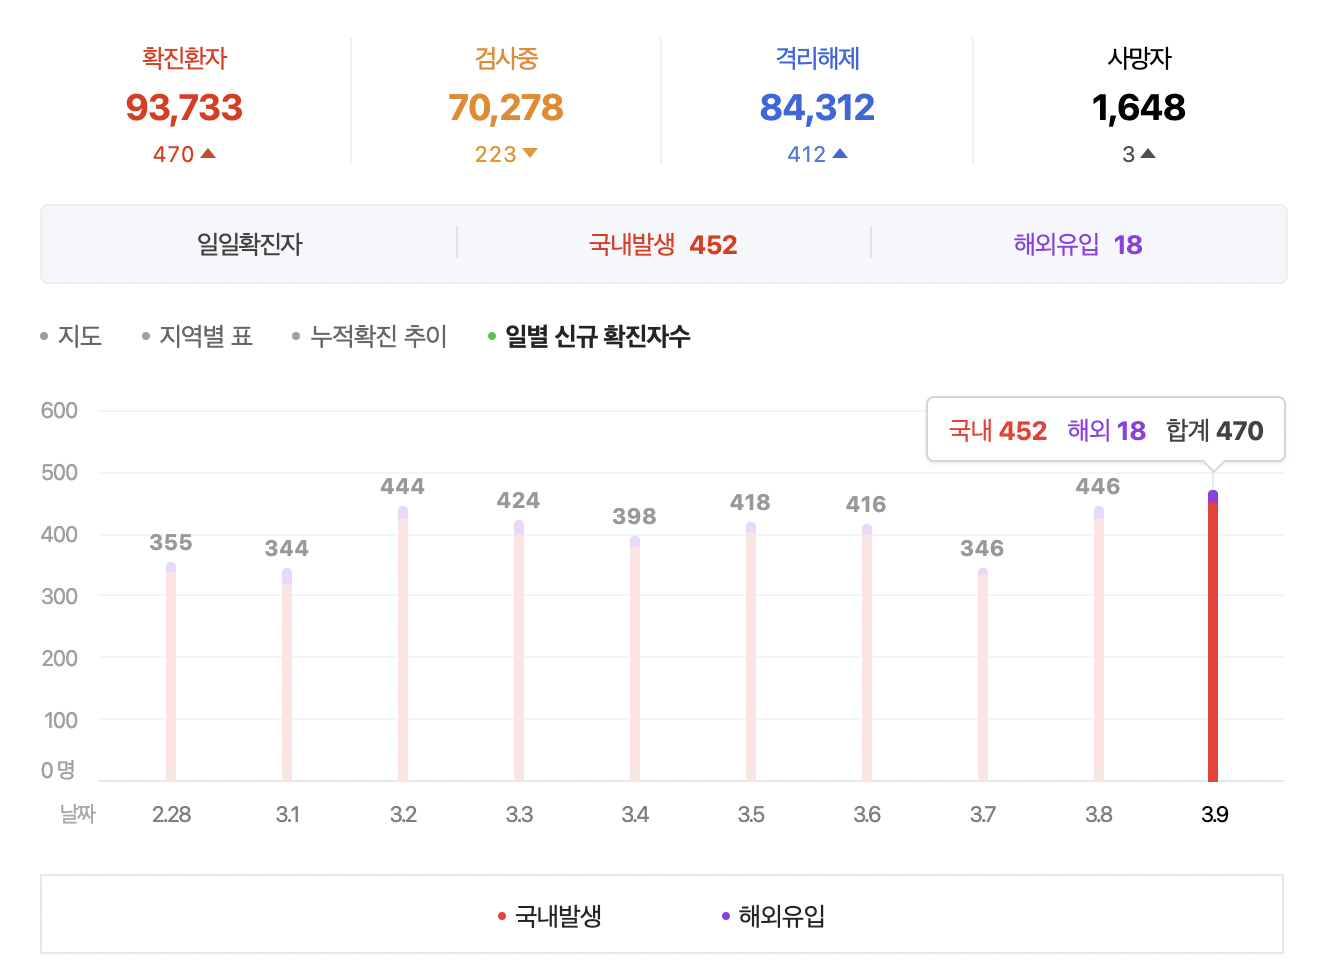 확진환자 검사중 격리해제 사망자
93,733 70,278 84,312 1,648
470 ▲ 223 ▼ 412 ▲ 3 ▲
일일확진자 국내발생 452 해외유입 18
• 지도 • 지역별 표 • 누적확진 추이 • 일별 신규 확진자수
600
국내 452 해외 18 합계 470
500
444 446
424 418 416
398
400
355 344 346
300
200
100
0 명
날짜 2.28 3.1 3.2 3.3 3.4 3.5 3.6 3.7 3.8 3.9
• 국내발생 • 해외유입